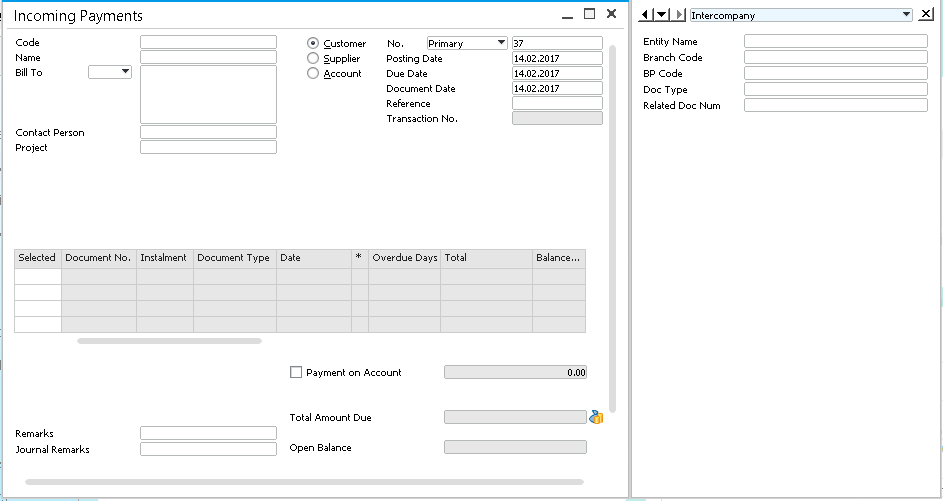 Incoming Payments
Code
Name
Bill To
Contact Person
Project
Customer
Supplier
Account
No. Primary 37
Posting Date 14.02.2017
Due Date 14.02.2017
Document Date 14.02.2017
Reference
Transaction No.
Selected Document No. Instalment Document Type Date * Overdue Days Total Balance...
Payment on Account 0.00
Total Amount Due
Open Balance
Remarks
Journal Remarks
Intercompany
Entity Name
Branch Code
BP Code
Doc Type
Related Doc Num